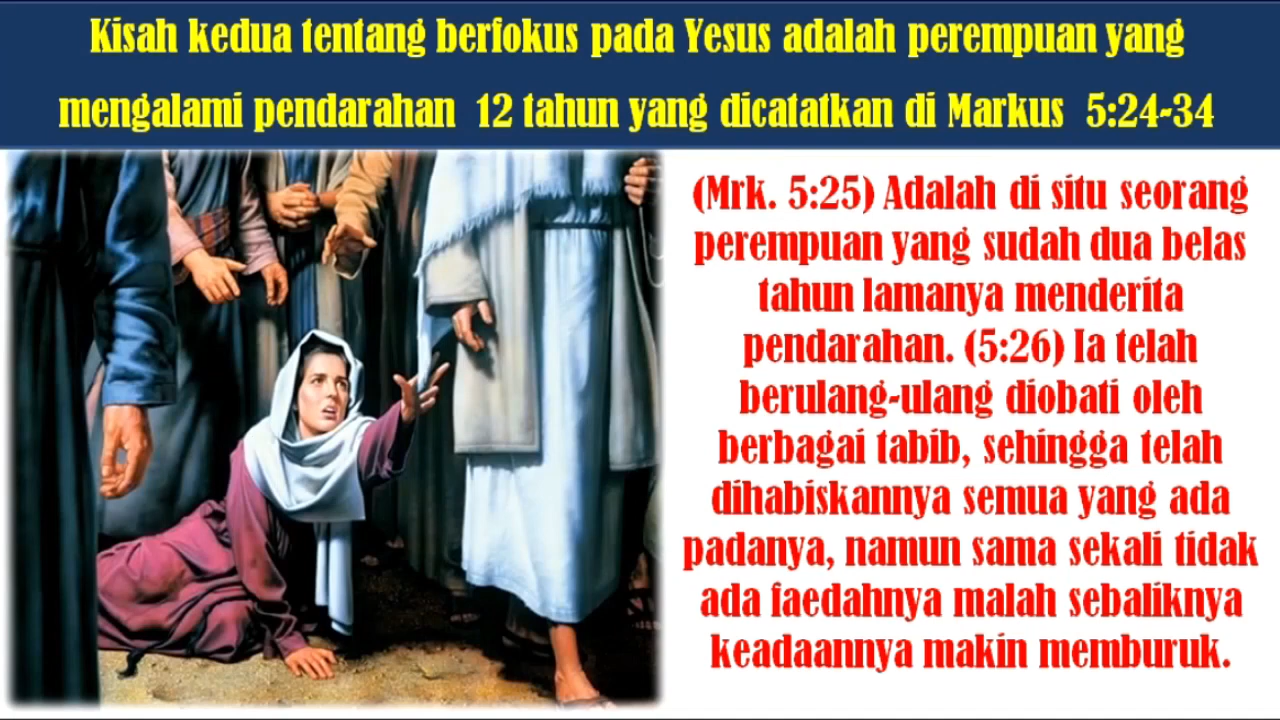 Kisah kedua tentang berfokus pada Yesus adalah perempuan yang
mengalami pendarahan 12 tahun yang dicatatkan di Markus 5:24-34
(Mrk. 5:25) Adalah di situ seorang
perempuan yang sudah dua belas
tahun lamanya menderita
pendarahan. (5:26) Ia telah
berulang-ulang diobati oleh
berbagai tabib, sehingga telah
dihabiskannya semua yang ada
padanya, namun sama sekali tidak
ada faedahnya malah sebaliknya
keadaannya makin memburuk.